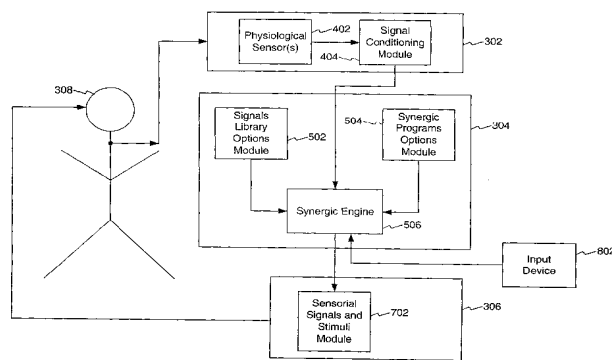 402
Physiological
Sensor(s)
Signal
Conditioning
Module
404
302
308
Signals
Library
Options
Module
502
504
Synergic
Programs
Options
Module
304
Synergic Engine
506
802
Input
Device
Sensorial
Signals and
Stimuli
Module
702
306